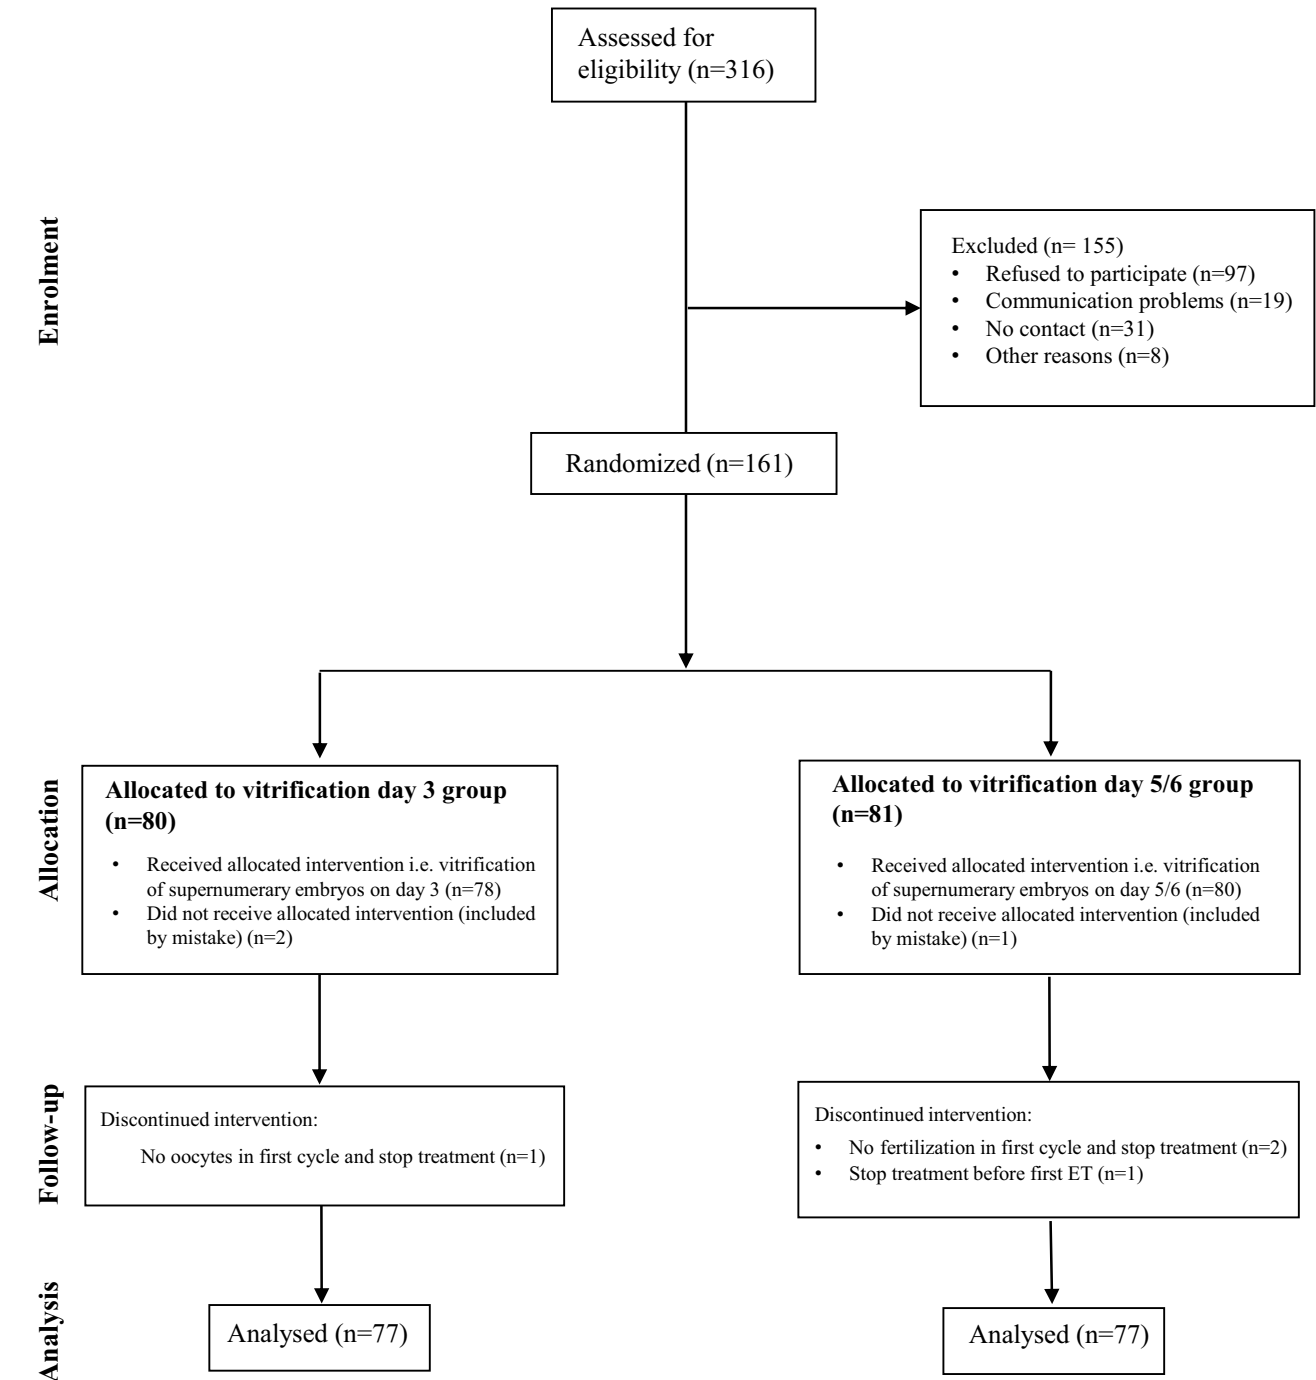 Assessed for
eligibility (n=316)
Enrolment
Excluded (n= 155)
• Refused to participate (n=97)
• Communication problems (n=19)
• No contact (n=31)
• Other reasons (n=8)
Randomized (n=161)
Allocation
Allocated to vitrification day 3 group
(n=80)
• Received allocated intervention i.e. vitrification
of supernumerary embryos on day 3 (n=78)
• Did not receive allocated intervention (included
by mistake) (n=2)
Allocated to vitrification day 5/6 group
(n=81)
• Received allocated intervention i.e. vitrification
of supernumerary embryos on day 5/6 (n=80)
• Did not receive allocated intervention (included
by mistake) (n=1)
Follow-up
Discontinued intervention:
No oocytes in first cycle and stop treatment (n=1)
Discontinued intervention:
• No fertilization in first cycle and stop treatment (n=2)
• Stop treatment before first ET (n=1)
Analysis
Analysed (n=77)
Analysed (n=77)